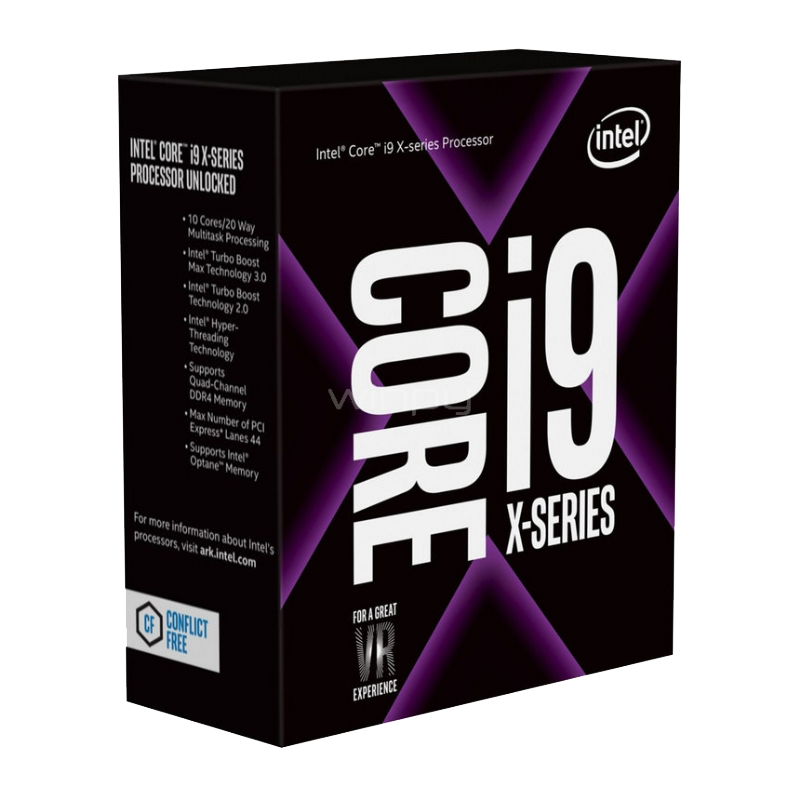 INTEL® CORE™ i9 X-SERIES
PROCESSOR UNLOCKED
• 10 Cores/20 Way
Multitask Processing
• Intel® Turbo Boost
Max Technology 3.0
• Intel® Turbo Boost
Technology 2.0
• Intel® Hyper-
Threading
Technology
• Supports
Quad-Channel
DDR4 Memory
• Max Number of PCI
Express* Lanes 44
• Supports Intel®
Optane™ Memory
For more information about Intel's
processors, visit ark.intel.com
CF
CONFLICT
FREE
Intel® Core™ i9 X-series Processor
intel®
CORE
i9
X-SERIES
winpy
FOR A GREAT
VR
EXPERIENCE